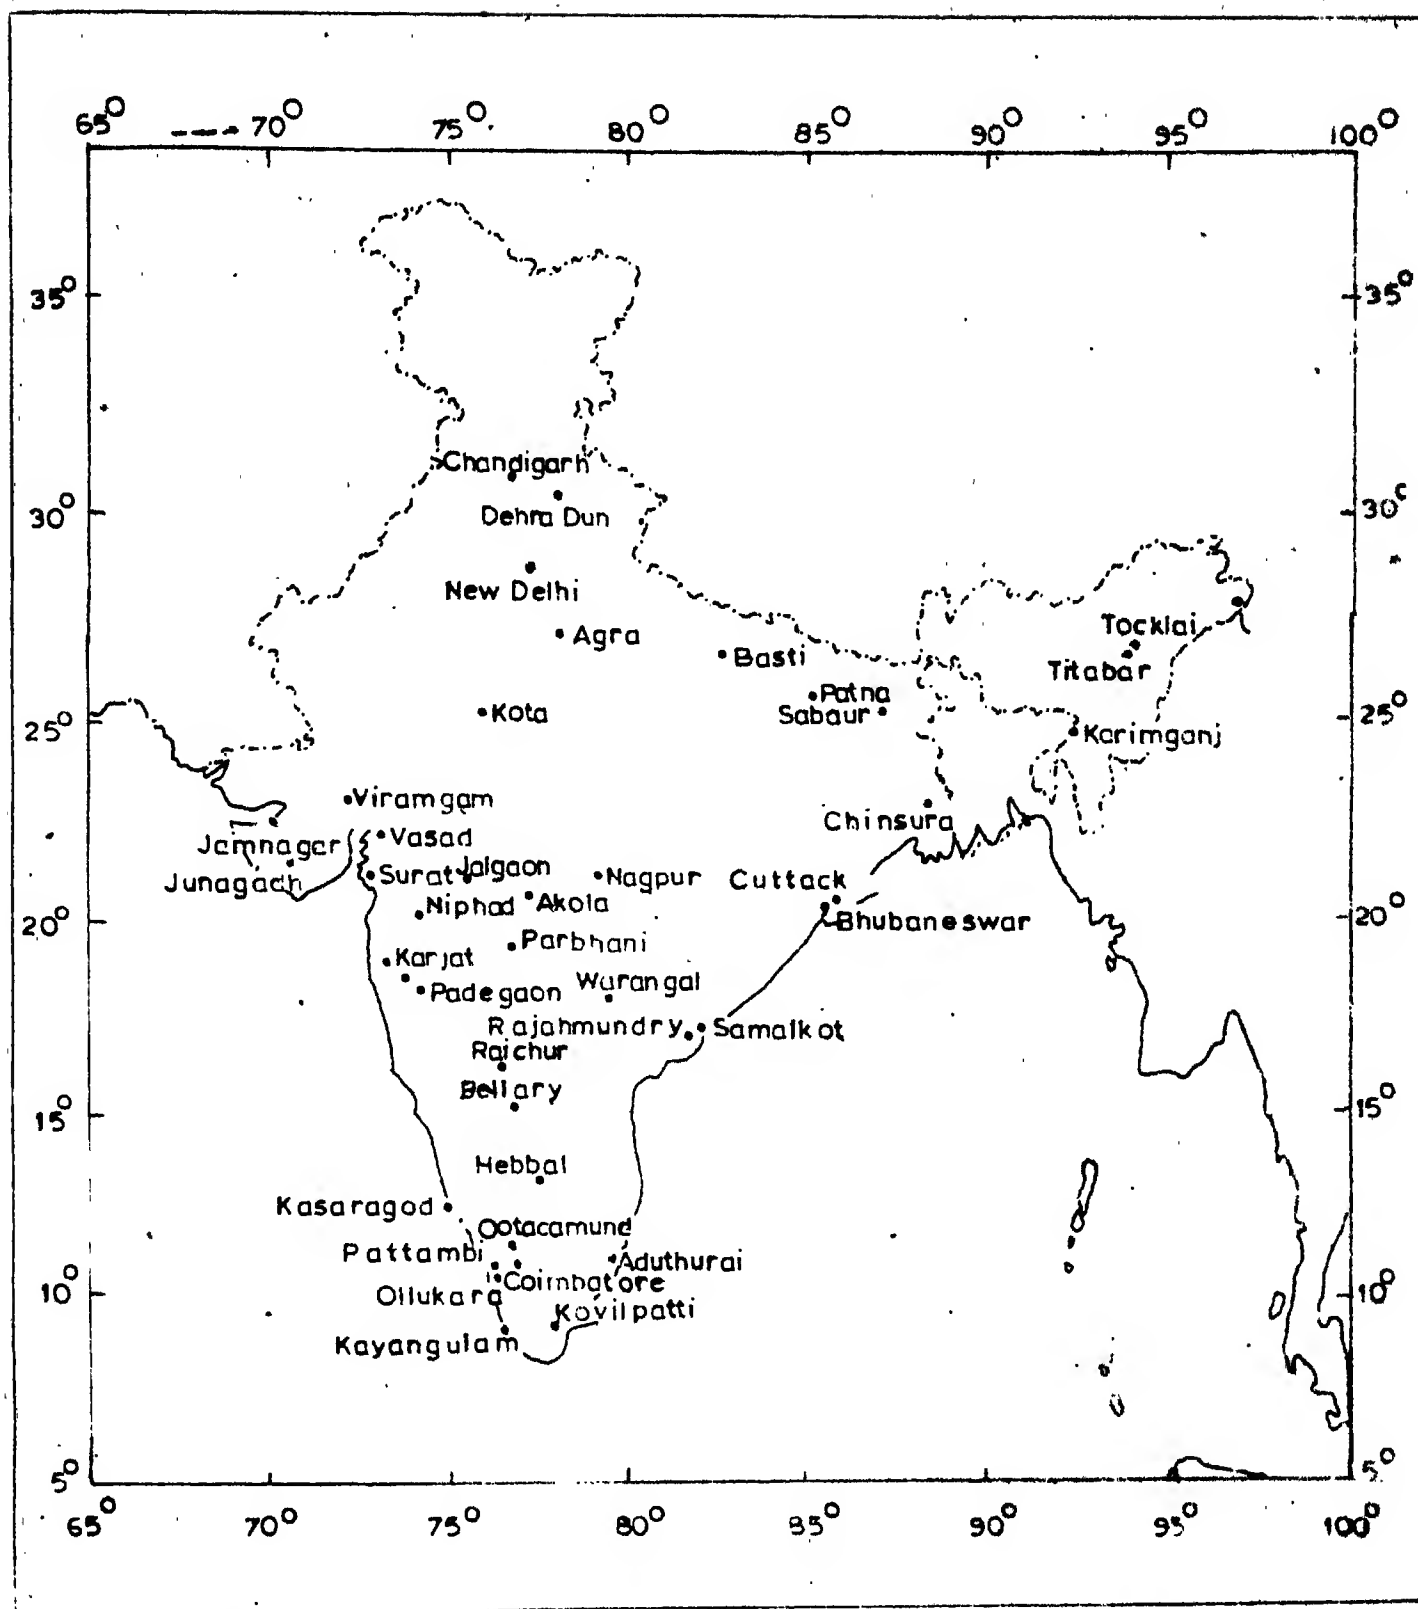 65° 70° 75° 80° 85° 90° 95° 100°
35° 35°
Chandigarh
30° 30°
Dehra Dun
New Delhi
Tocklai
Agra
Basti
Titabar
Patna
Kota
Sabaur
25° 25°
Karimganj
Viramgam
Chinsura
Vasad
Jamnagar
Jalgaon
Surat
Nagpur
Cuttack
Junagadh
Niphad
Akola
20° 20°
Bhubaneswar
Parbhani
Karjat
Warangal
Padegaon
Rajahmundry
Samalkot
Raichur
Bellary
15° 15°
Hebbal
Kasaragod
Ootacamund
Pattambi
Aduthurai
Coimbatore
Ollukara
10° 10°
Kovilpatti
Kayangulam
5° 5°
65° 70° 75° 80° 85° 90° 95° 100°